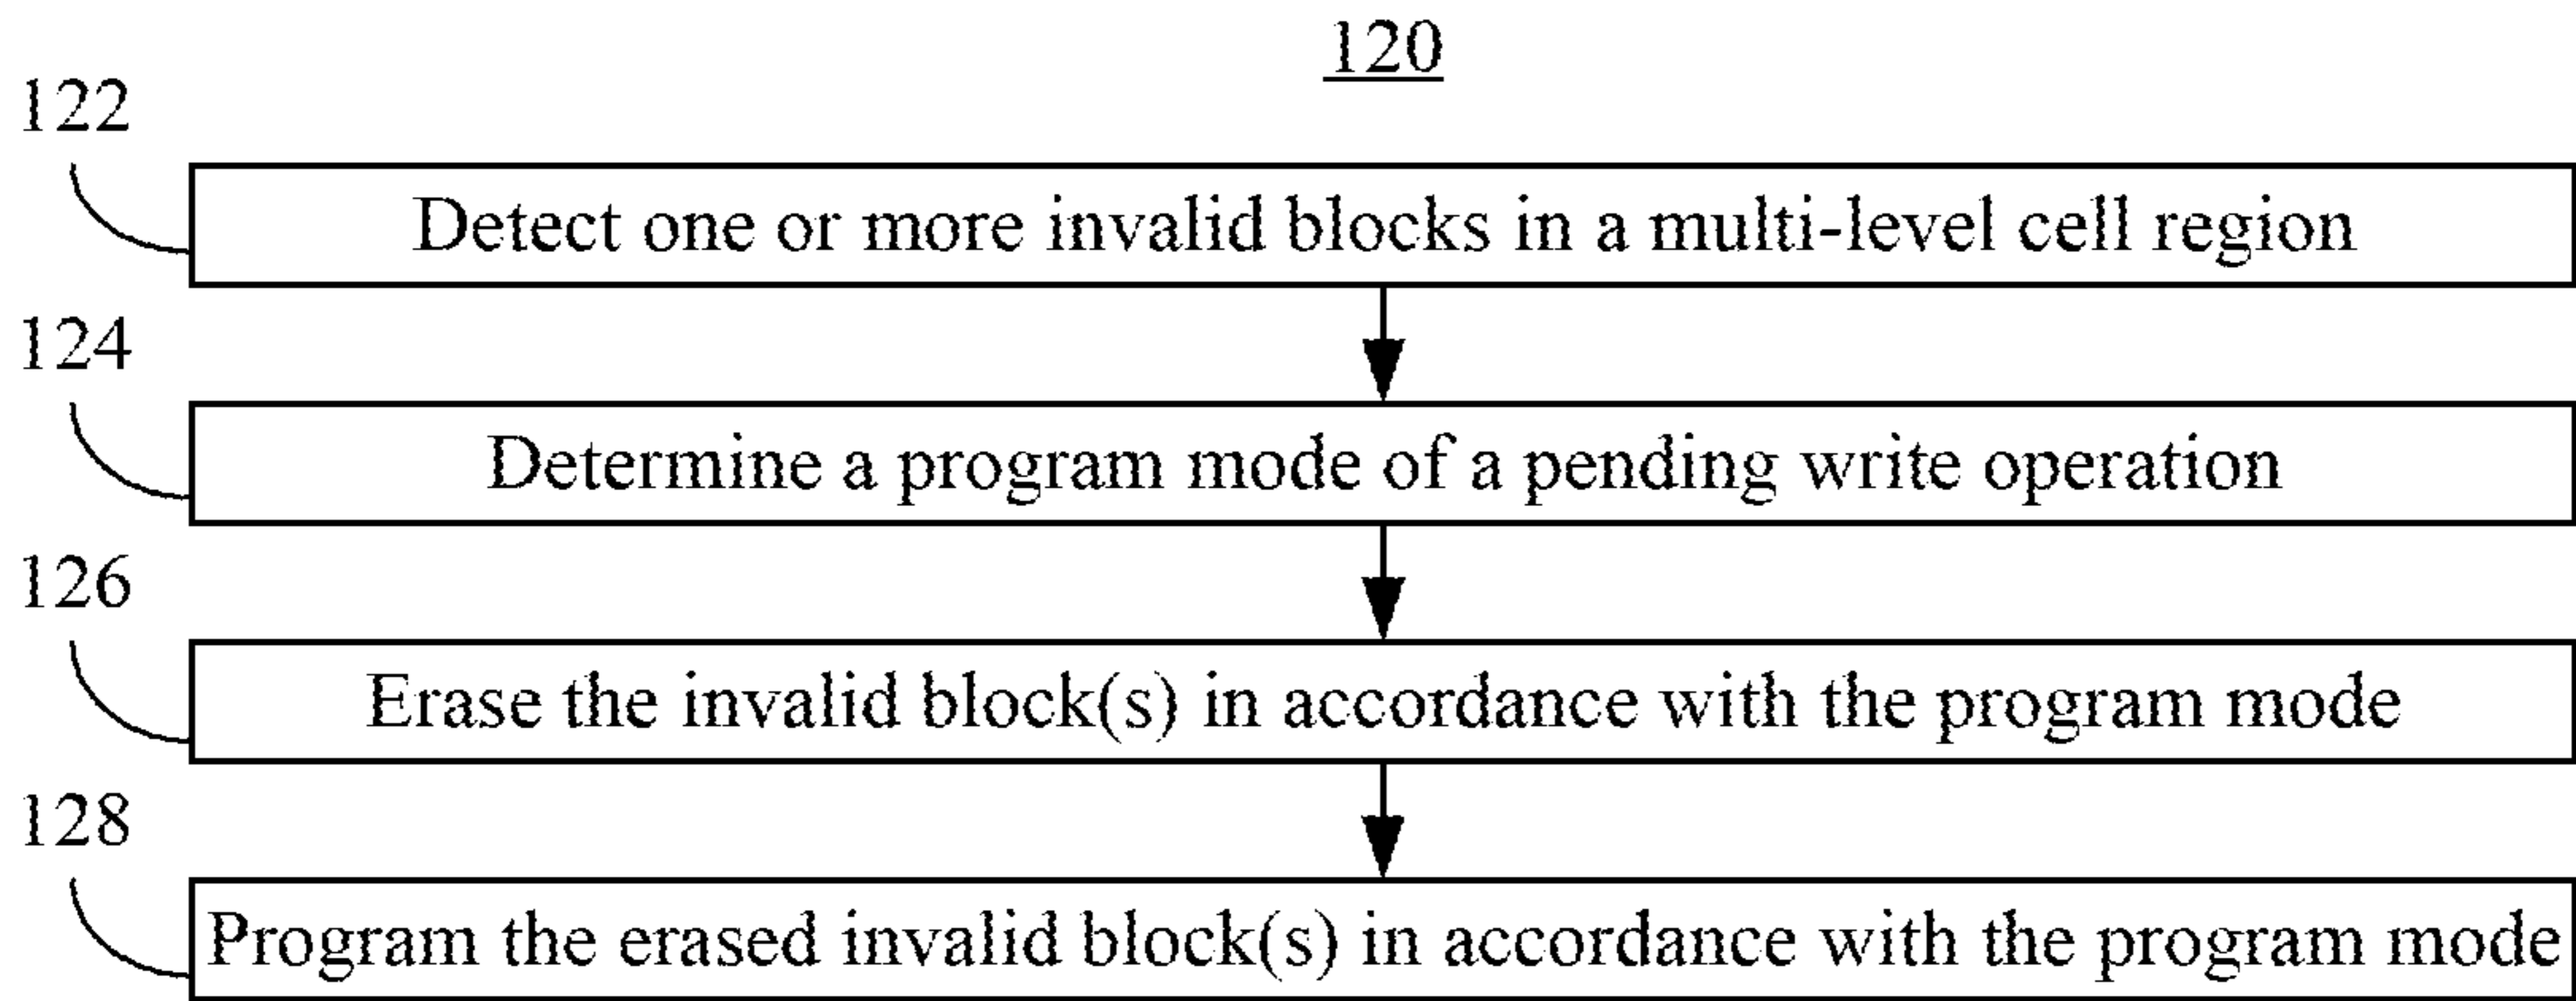 120
122
Detect one or more invalid blocks in a multi-level cell region
124
Determine a program mode of a pending write operation
126
Erase the invalid block(s) in accordance with the program mode
128
Program the erased invalid block(s) in accordance with the program mode